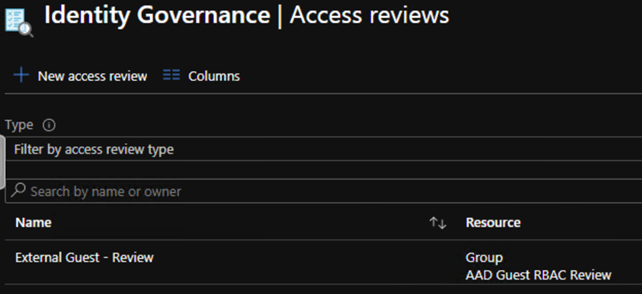 Identity Governance | Access reviews
New access review Columns
Type
Filter by access review type
Search by name or owner
Name Resource
External Guest - Review Group
AAD Guest RBAC Review